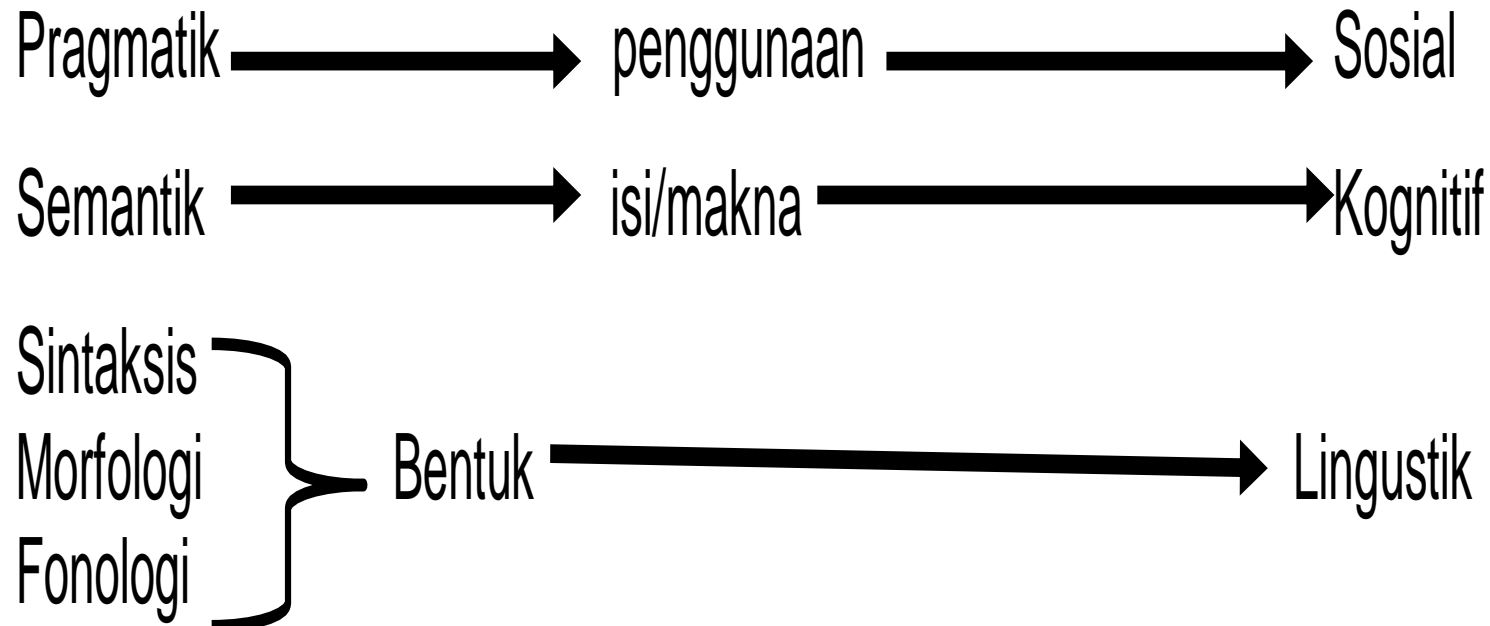 Pragmatik penggunaan Sosial
Semantik isi/makna Kognitif
Sintaksis
Morfologi Bentuk Lingustik
Fonologi